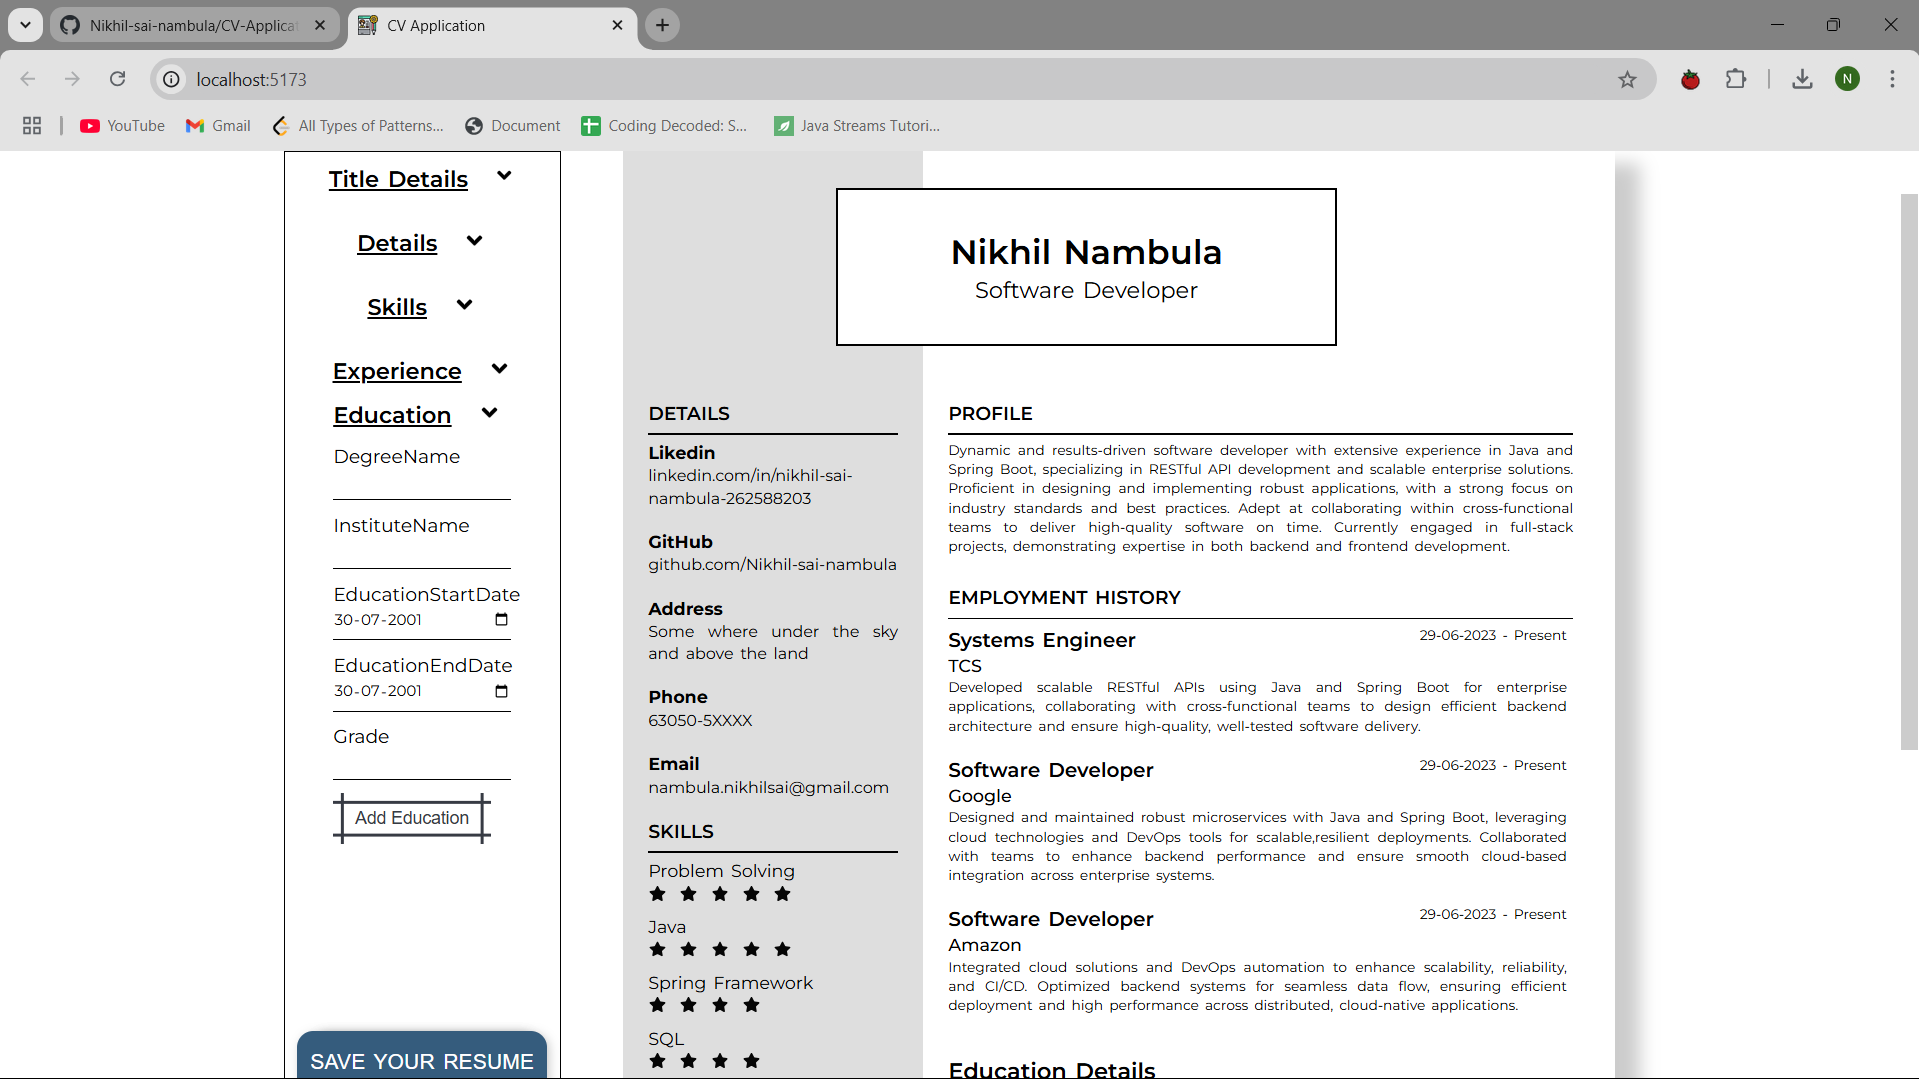 Nikhil-sai-nambula/CV-Applicat
CV Application
localhost:5173
N
YouTube
Gmail
All Types of Patterns...
Document
Coding Decoded: S...
Java Streams Tutori...
Title Details
Details
Skills
Experience
Education
DegreeName
InstituteName
EducationStartDate
30-07-2001
EducationEndDate
30-07-2001
Grade
Add Education
SAVE YOUR RESUME
Nikhil Nambula
Software Developer
DETAILS
Likedin
linkedin.com/in/nikhil-sai-
nambula-262588203
GitHub
github.com/Nikhil-sai-nambula
Address
Some where under the sky
and above the land
Phone
63050-5XXXX
Email
nambula.nikhilsai@gmail.com
SKILLS
Problem Solving
Java
Spring Framework
SQL
PROFILE
Dynamic and results-driven software developer with extensive experience in Java and
Spring Boot, specializing in RESTful API development and scalable enterprise solutions.
Proficient in designing and implementing robust applications, with a strong focus on
industry standards and best practices. Adept at collaborating within cross-functional
teams to deliver high-quality software on time. Currently engaged in full-stack
projects, demonstrating expertise in both backend and frontend development.
EMPLOYMENT HISTORY
Systems Engineer 29-06-2023 - Present
TCS
Developed scalable RESTful APIs using Java and Spring Boot for enterprise
applications, collaborating with cross-functional teams to design efficient backend
architecture and ensure high-quality, well-tested software delivery.
Software Developer 29-06-2023 - Present
Google
Designed and maintained robust microservices with Java and Spring Boot, leveraging
cloud technologies and DevOps tools for scalable,resilient deployments. Collaborated
with teams to enhance backend performance and ensure smooth cloud-based
integration across enterprise systems.
Software Developer 29-06-2023 - Present
Amazon
Integrated cloud solutions and DevOps automation to enhance scalability, reliability,
and CI/CD. Optimized backend systems for seamless data flow, ensuring efficient
deployment and high performance across distributed, cloud-native applications.
Education Details